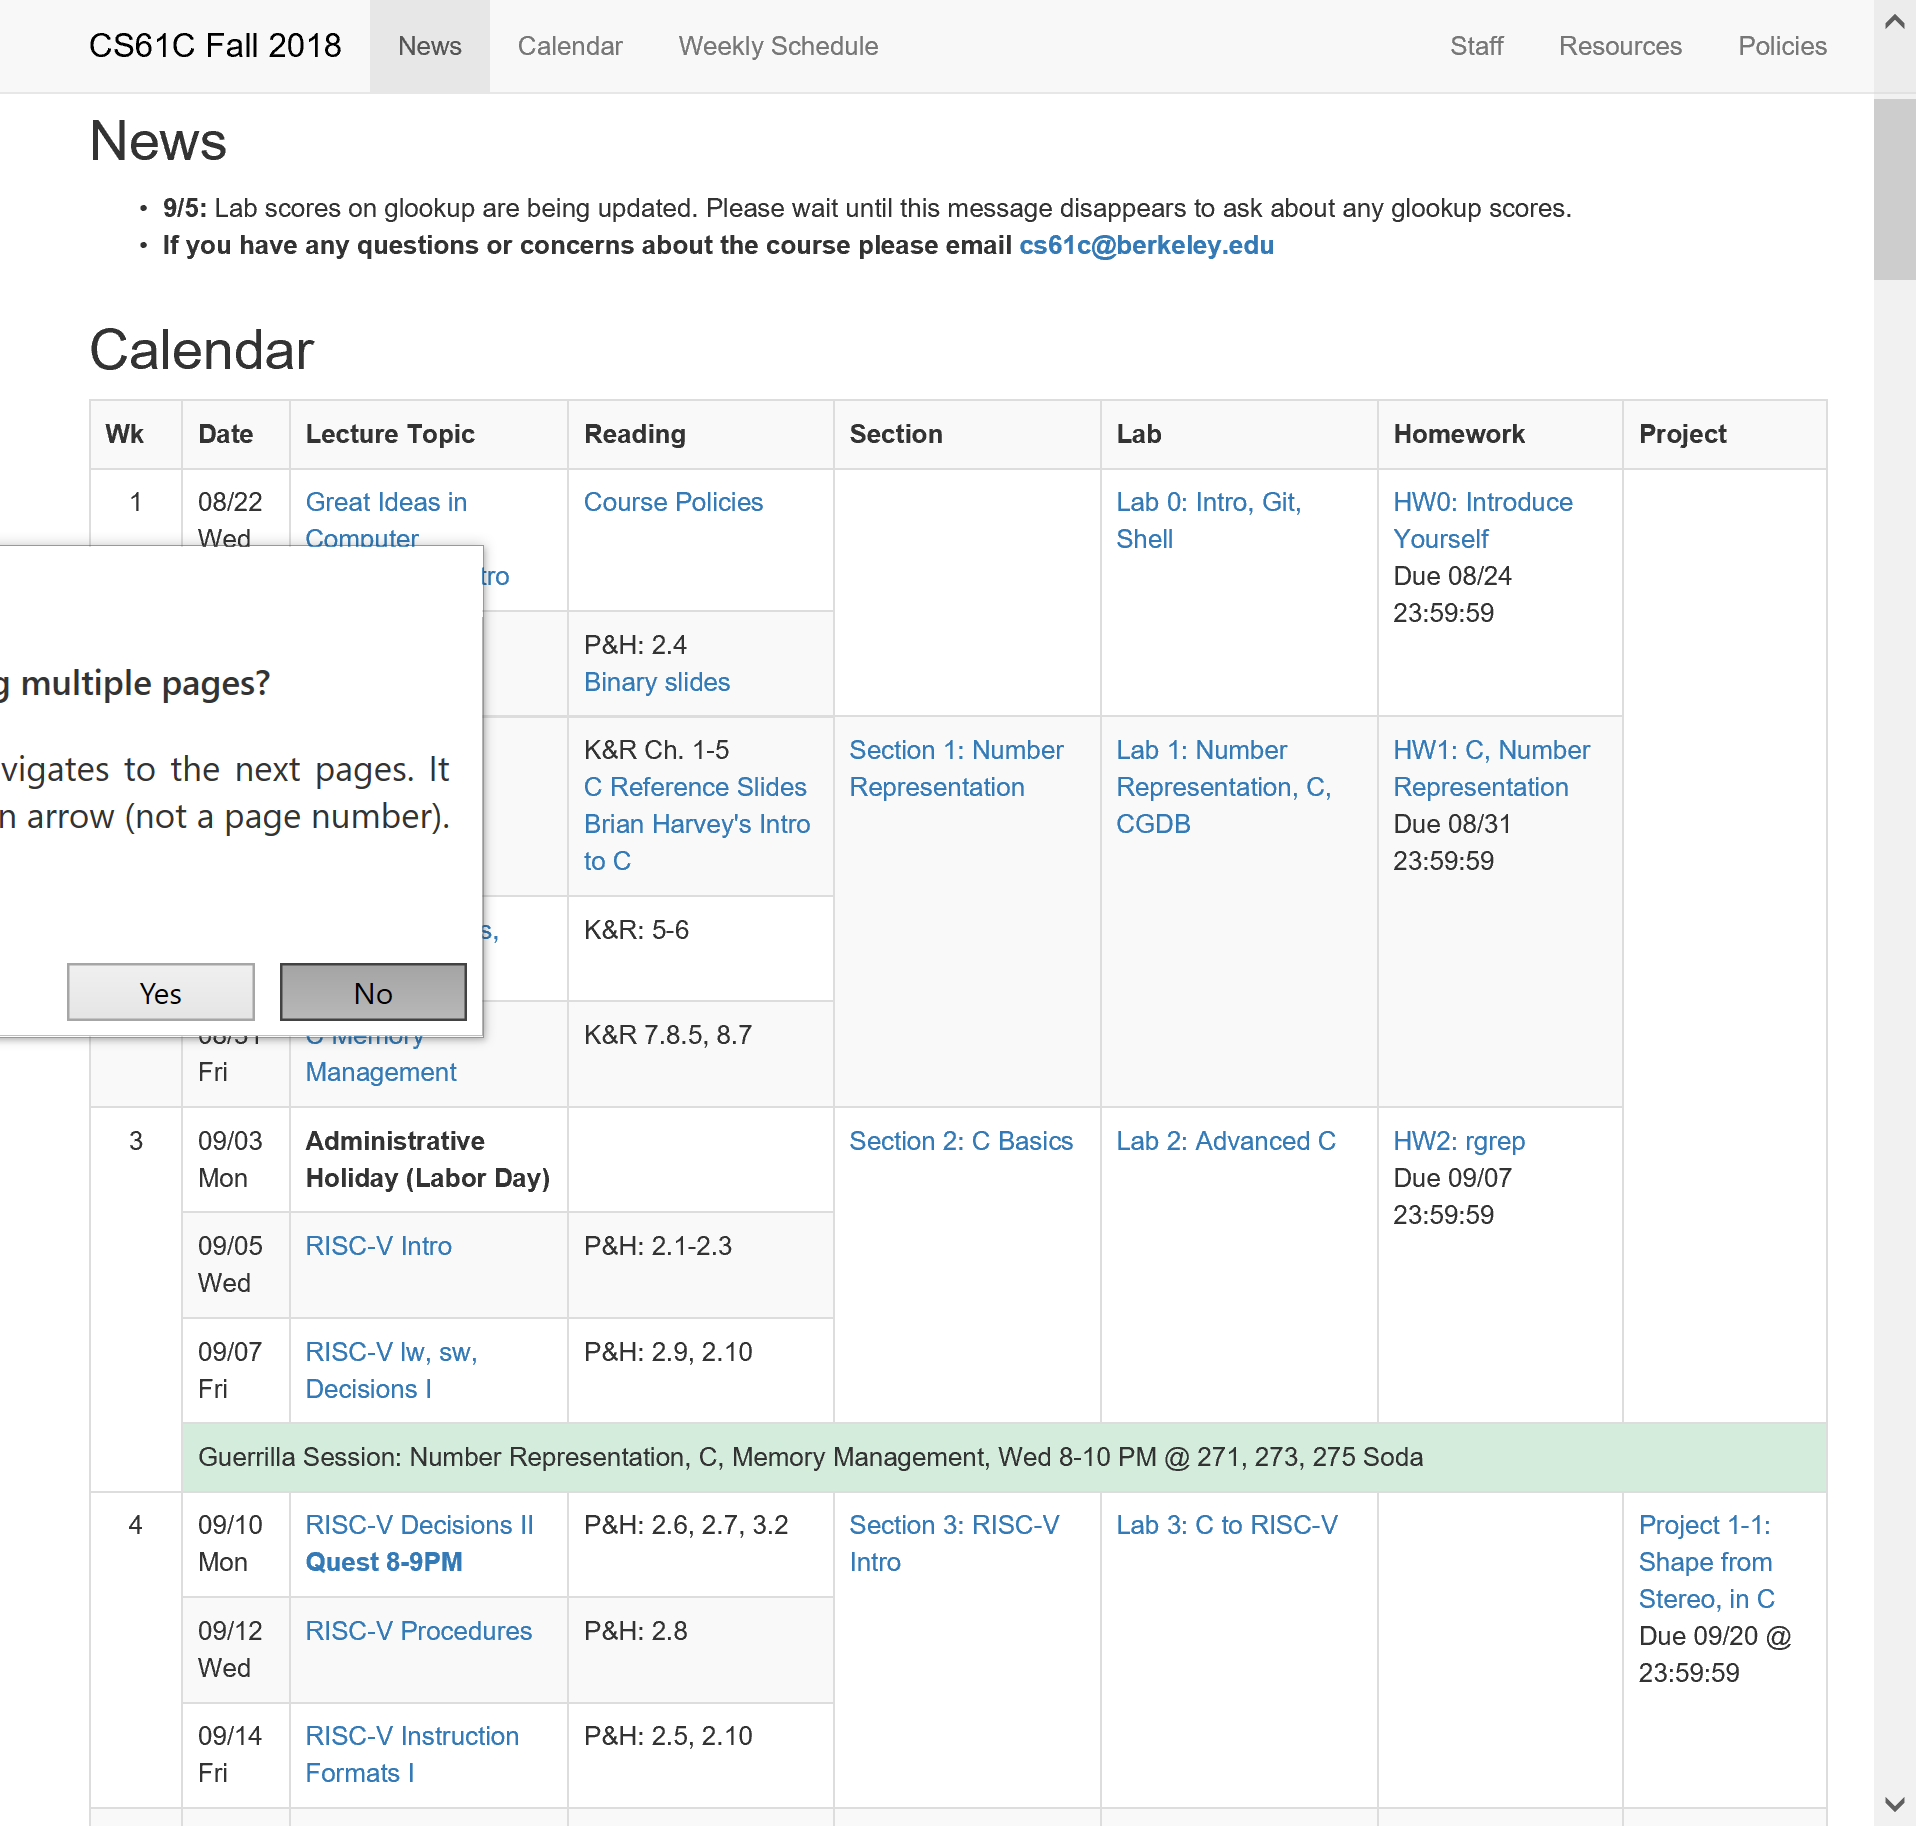 CS61C Fall 2018 News Calendar Weekly Schedule Staff Resources Policies
News
• 9/5: Lab scores on glookup are being updated. Please wait until this message disappears to ask about any glookup scores.
• If you have any questions or concerns about the course please email cs61c@berkeley.edu
Calendar
Wk Date Lecture Topic Reading Section Lab Homework Project
1
08/22
Wed
Great Ideas in
Computer
tro
Course Policies
Lab 0: Intro, Git,
Shell
HW0: Introduce
Yourself
Due 08/24
23:59:59
P&H: 2.4
Binary slides
g multiple pages?
vigates to the next pages. It
n arrow (not a page number).
Yes
No
K&R Ch. 1-5
C Reference Slides
Brian Harvey's Intro
to C
Section 1: Number
Representation
Lab 1: Number
Representation, C,
CGDB
HW1: C, Number
Representation
Due 08/31
23:59:59
s,
K&R: 5-6
08/31
Fri
C Memory
Management
K&R 7.8.5, 8.7
3
09/03
Mon
Administrative
Holiday (Labor Day)
Section 2: C Basics
Lab 2: Advanced C
HW2: rgrep
Due 09/07
23:59:59
09/05
Wed
RISC-V Intro
P&H: 2.1-2.3
09/07
Fri
RISC-V lw, sw,
Decisions I
P&H: 2.9, 2.10
Guerrilla Session: Number Representation, C, Memory Management, Wed 8-10 PM @ 271, 273, 275 Soda
4
09/10
Mon
RISC-V Decisions II
Quest 8-9PM
P&H: 2.6, 2.7, 3.2
Section 3: RISC-V
Intro
Lab 3: C to RISC-V
Project 1-1:
Shape from
Stereo, in C
Due 09/20 @
23:59:59
09/12
Wed
RISC-V Procedures
P&H: 2.8
09/14
Fri
RISC-V Instruction
Formats I
P&H: 2.5, 2.10